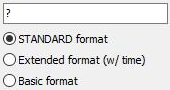 ?
STANDARD format
Extended format (w/ time)
Basic format